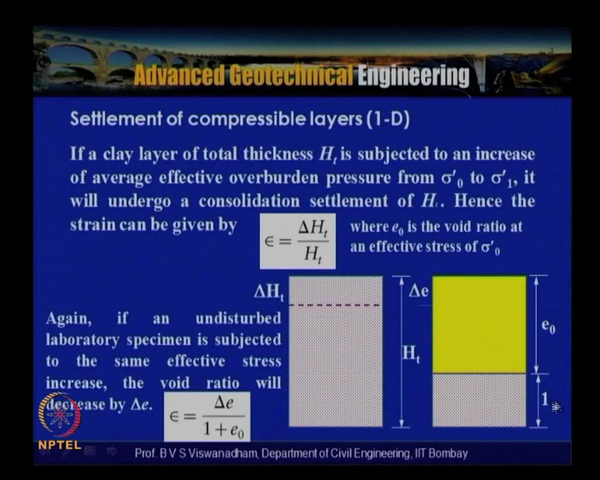 Advanced Geotechnical Engineering
Settlement of compressible layers (1-D)
If a clay layer of total thickness Hₜ is subjected to an increase
of average effective overburden pressure from σ'₀ to σ'₁, it
will undergo a consolidation settlement of Hₜ. Hence the
strain can be given by
∈ = ΔHₜ / Hₜ
where e₀ is the void ratio at
an effective stress of σ'₀
ΔHₜ
Δe
Hₜ
e₀
1
Again, if an undisturbed
laboratory specimen is subjected
to the same effective stress
increase, the void ratio will
decrease by Δe.
∈ = Δe / 1 + e₀
NPTEL
Prof. B V S Viswanadham, Department of Civil Engineering, IIT Bombay